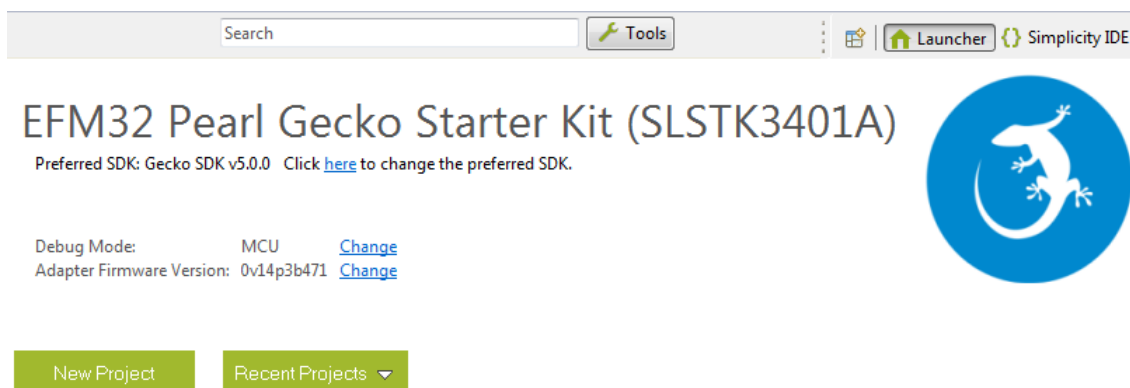 Search Tools Launcher Simplicity IDE
EFM32 Pearl Gecko Starter Kit (SLSTK3401A)
Preferred SDK: Gecko SDK v5.0.0 Click here to change the preferred SDK.
Debug Mode: MCU Change
Adapter Firmware Version: 0v14p3b471 Change
New Project Recent Projects